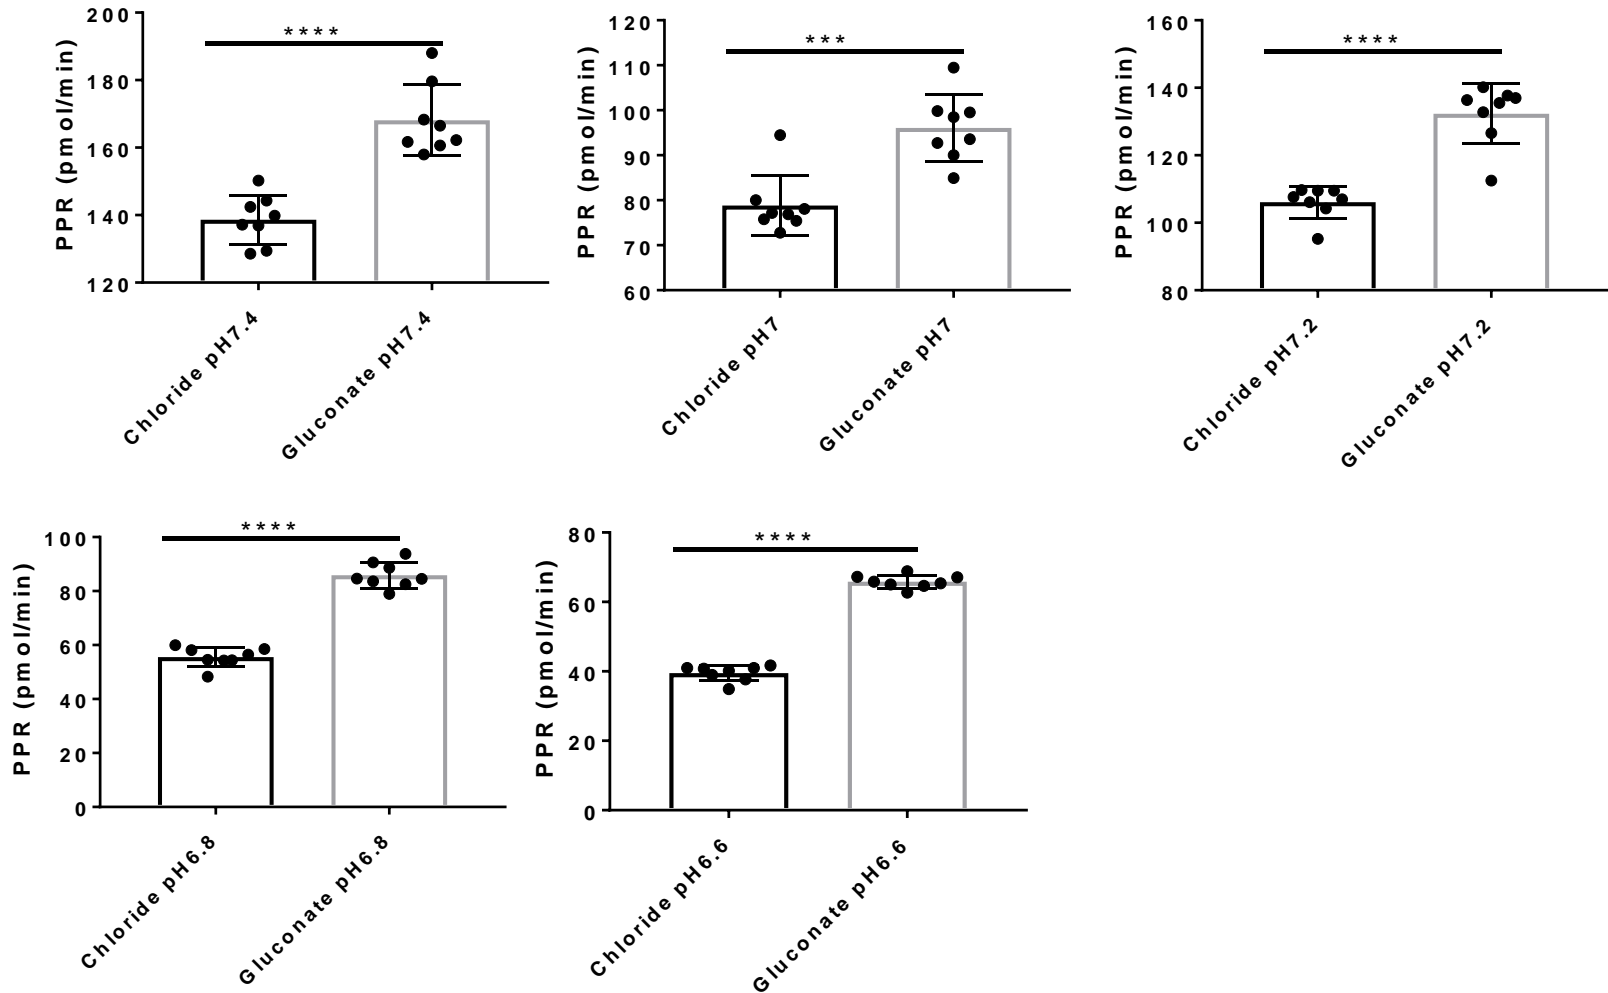 ****
PPR (pmol/min)
200
180
160
140
120
Chloride pH7.4
Gluconate pH7.4
***
PPR (pmol/min)
120
110
100
90
80
70
60
Chloride pH7
Gluconate pH7
****
PPR (pmol/min)
160
140
120
100
80
Chloride pH7.2
Gluconate pH7.2
****
PPR (pmol/min)
100
80
60
40
20
0
Chloride pH6.8
Gluconate pH6.8
****
PPR (pmol/min)
80
60
40
20
0
Chloride pH6.6
Gluconate pH6.6